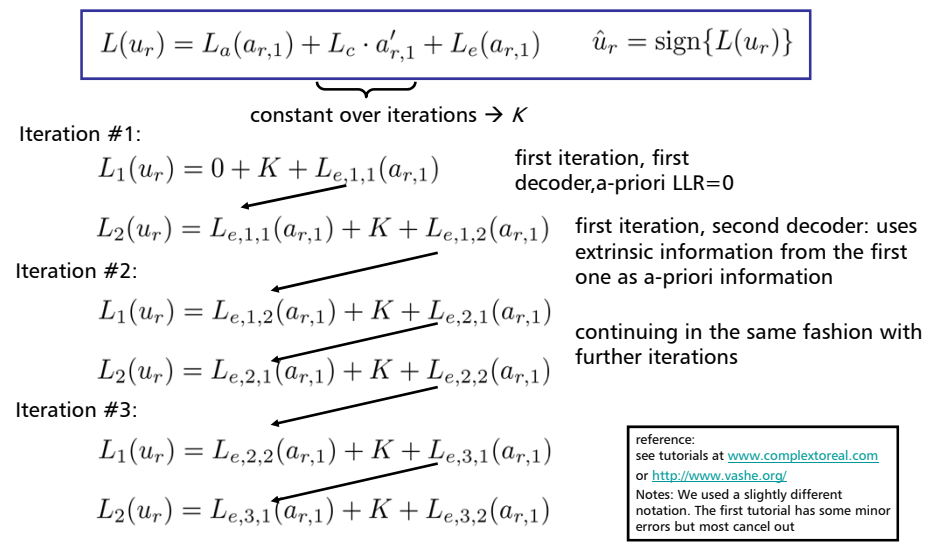 L(u_r) = L_a(a_{r,1}) + L_c · a'_{r,1} + L_e(a_{r,1})    û_r = sign{L(u_r)}
constant over iterations → K
Iteration #1:
L_1(u_r) = 0 + K + L_{e,1,1}(a_{r,1})
first iteration, first
decoder,a-priori LLR=0
L_2(u_r) = L_{e,1,1}(a_{r,1}) + K + L_{e,1,2}(a_{r,1})
first iteration, second decoder: uses
extrinsic information from the first
one as a-priori information
Iteration #2:
L_1(u_r) = L_{e,1,2}(a_{r,1}) + K + L_{e,2,1}(a_{r,1})
continuing in the same fashion with
further iterations
L_2(u_r) = L_{e,2,1}(a_{r,1}) + K + L_{e,2,2}(a_{r,1})
Iteration #3:
L_1(u_r) = L_{e,2,2}(a_{r,1}) + K + L_{e,3,1}(a_{r,1})
L_2(u_r) = L_{e,3,1}(a_{r,1}) + K + L_{e,3,2}(a_{r,1})
reference:
see tutorials at www.complextoreal.com
or http://www.vashe.org/
Notes: We used a slightly different
notation. The first tutorial has some minor
errors but most cancel out